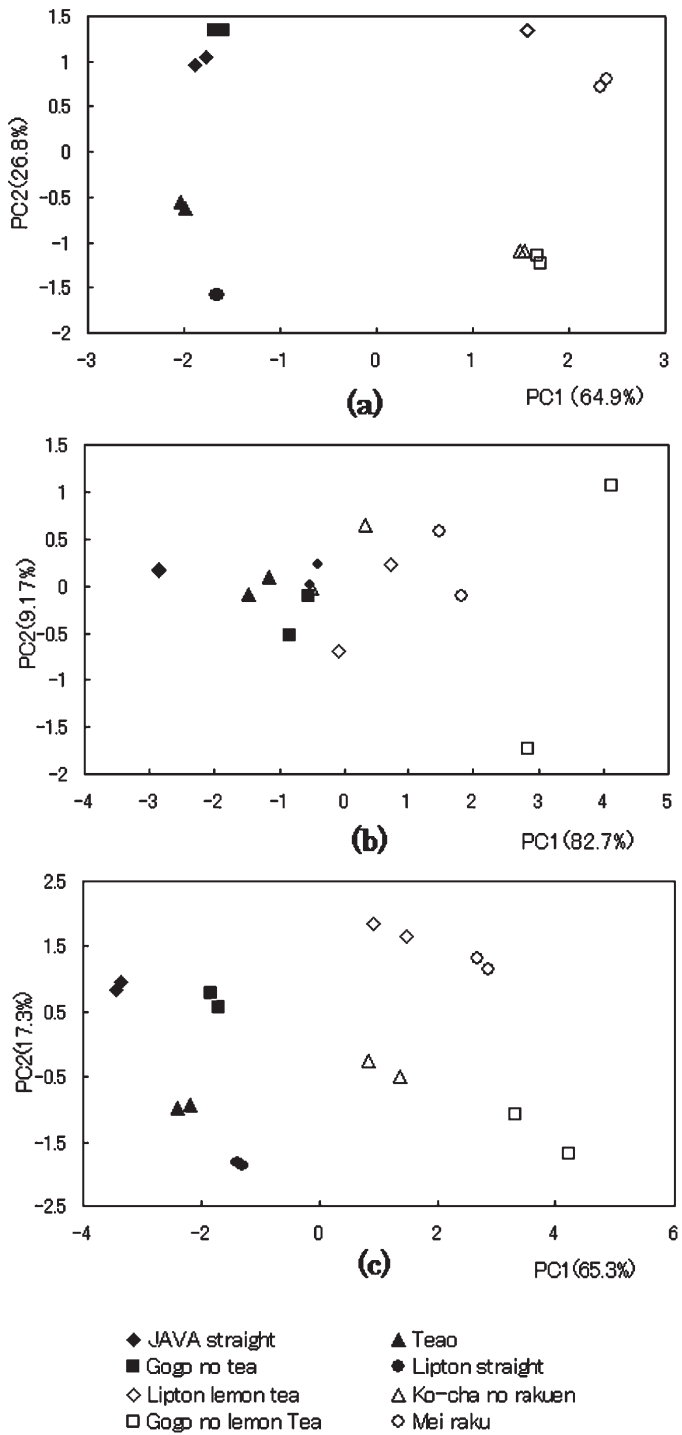 1.5
1
0.5
0
-0.5
-1
-1.5
-2
PC2(26.8%)
-3 -2 -1 0 1 2 3
(a) PC1 (64.9%)
1.5
1
0.5
0
-0.5
-1
-1.5
-2
PC2(9.17%)
-4 -3 -2 -1 0 1 2 3 4 5
(b) PC1(82.7%)
2.5
1.5
0.5
-0.5
-1.5
-2.5
PC2(17.3%)
-4 -2 0 2 4 6
(c) PC1(65.3%)
JAVA straight Teao
Gogo no tea Lipton straight
Lipton lemon tea Ko-cha no rakuen
Gogo no lemon Tea Mei raku